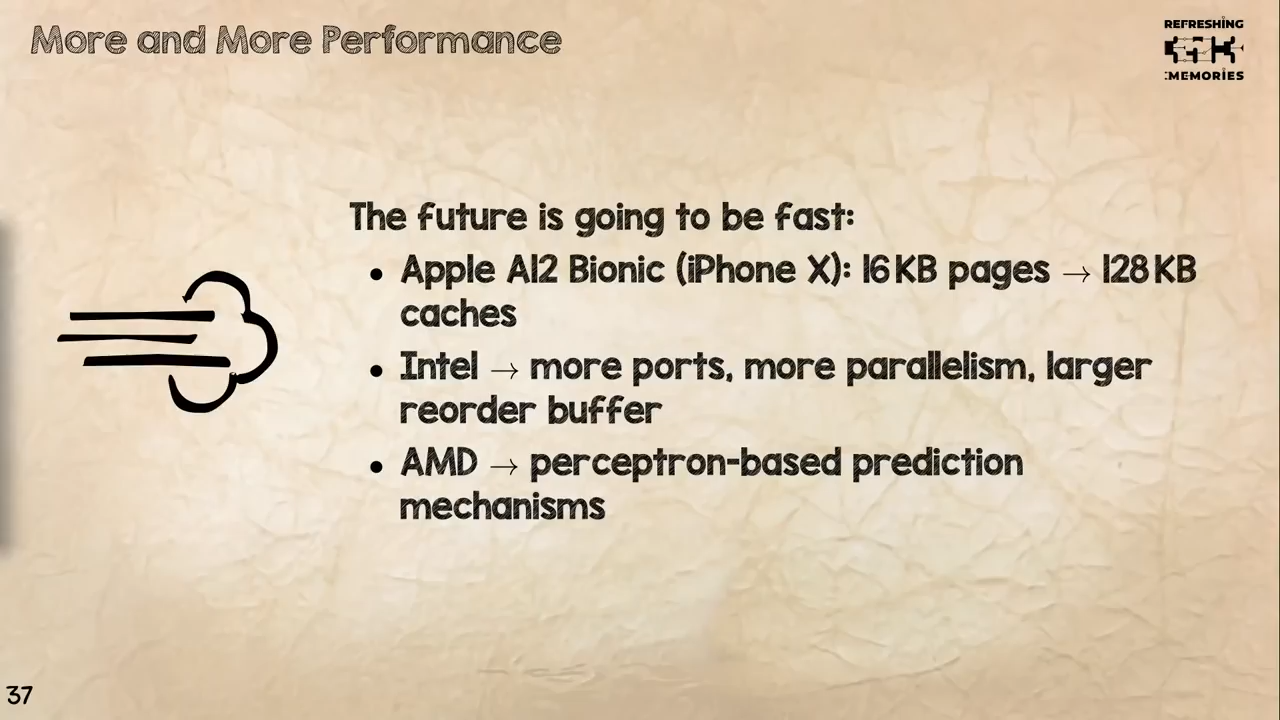 More and More Performance
REFRESHING
MEMORIES
The future is going to be fast:
• Apple A12 Bionic (iPhone X): 16 KB pages → 128 KB
caches
• Intel → more ports, more parallelism, larger
reorder buffer
• AMD → perceptron-based prediction
mechanisms
37